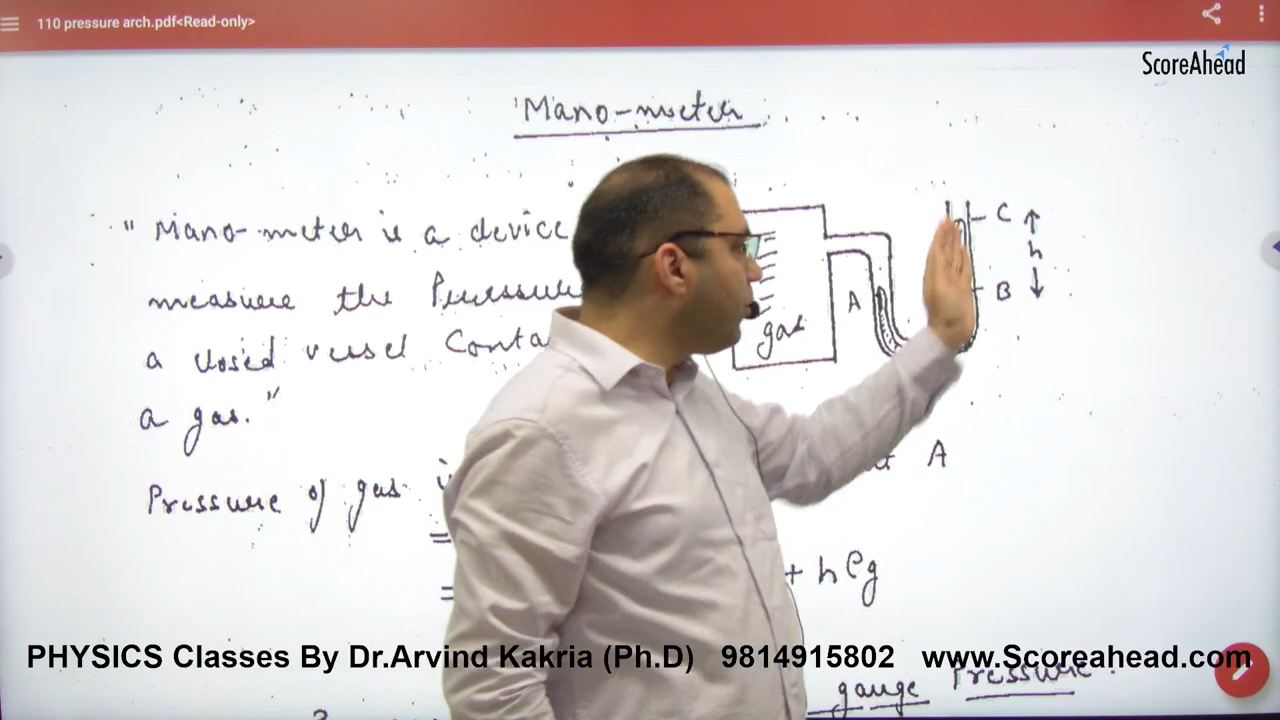 110 pressure arch.pdf<Read-only>
ScoreAhead
Mano-meter
" Mano-meter is a device
measure the Pressure
a closed vessel Conta
a gas."
C
h
B
A
gas
Pressure of gas
A
=
=
+ hρg
PHYSICS Classes By Dr.Arvind Kakria (Ph.D) 9814915802 www.Scoreahead.com
gauge Pressure.